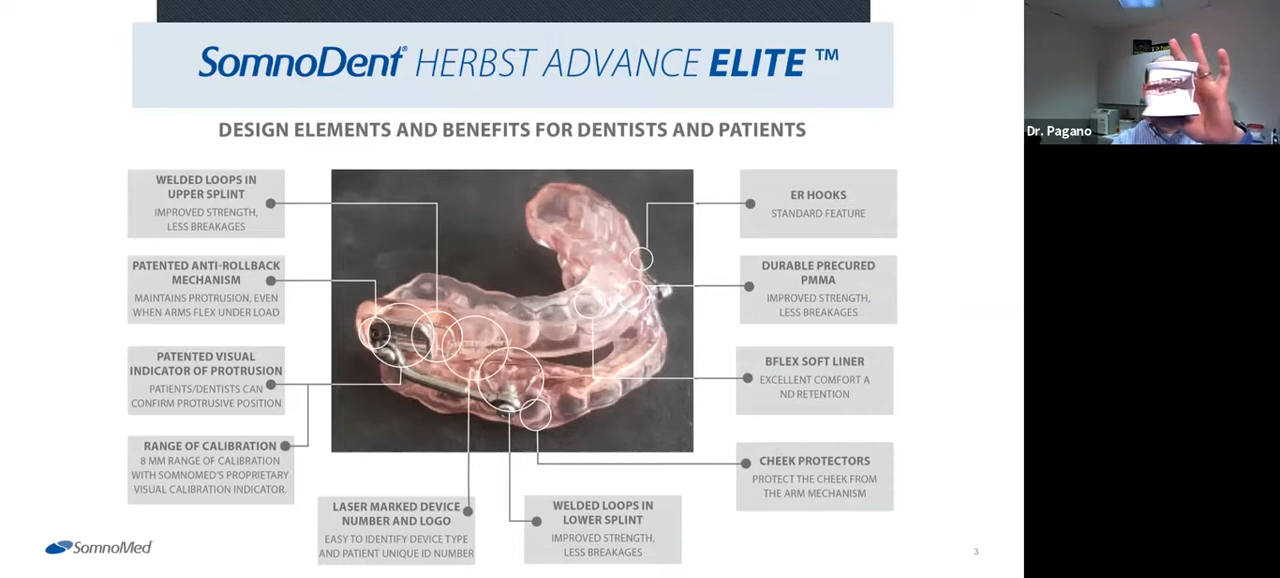 SomnoDent® HERBST ADVANCE ELITE ™
DESIGN ELEMENTS AND BENEFITS FOR DENTISTS AND PATIENTS
WELDED LOOPS IN
UPPER SPLINT
IMPROVED STRENGTH,
LESS BREAKAGES
PATENTED ANTI-ROLLBACK
MECHANISM
MAINTAINS PROTRUSION, EVEN
WHEN ARMS FLEX UNDER LOAD
PATENTED VISUAL
INDICATOR OF PROTRUSION
PATIENTS/DENTISTS CAN
CONFIRM PROTRUSIVE POSITION
RANGE OF CALIBRATION
8 MM RANGE OF CALIBRATION
WITH SOMNOMED'S PROPRIETARY
VISUAL CALIBRATION INDICATOR.
LASER MARKED DEVICE
NUMBER AND LOGO
EASY TO IDENTIFY DEVICE TYPE
AND PATIENT UNIQUE ID NUMBER
WELDED LOOPS IN
LOWER SPLINT
IMPROVED STRENGTH,
LESS BREAKAGES
ER HOOKS
STANDARD FEATURE
DURABLE PRECURED
PMMA
IMPROVED STRENGTH,
LESS BREAKAGES
BFLEX SOFT LINER
EXCELLENT COMFORT A
ND RETENTION
CHEEK PROTECTORS
PROTECT THE CHEEK FROM
THE ARM MECHANISM
SomnoMed®
3
Dr. Pagano